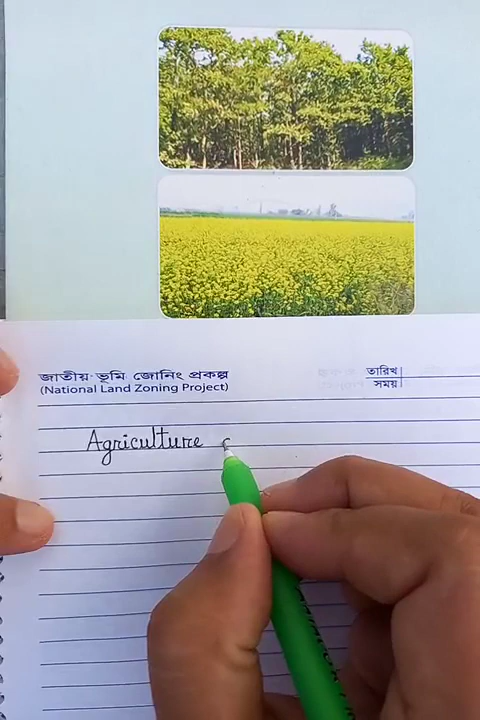 জাতীয় ভূমি জোনিং প্রকল্প
(National Land Zoning Project)
তারিখ
সময়
Agriculture c